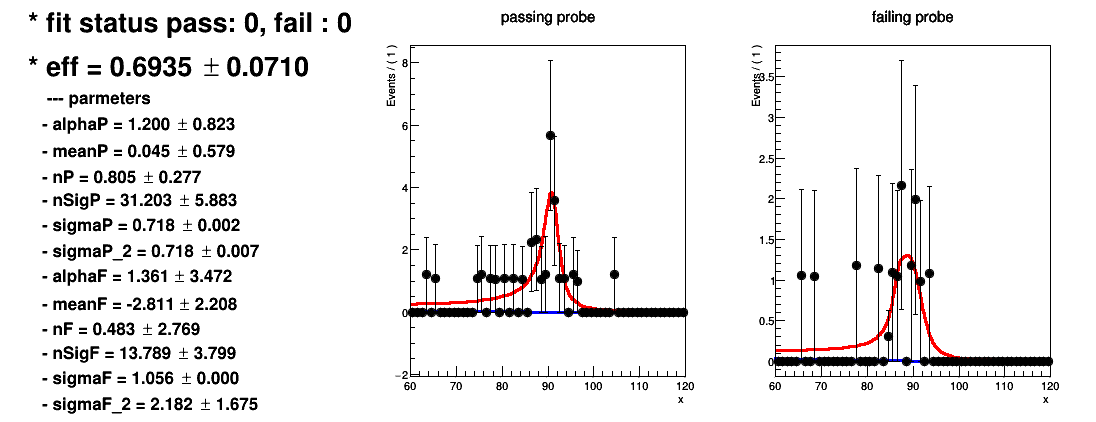 * fit status pass: 0, fail : 0
* eff = 0.6935 ± 0.0710
--- parmeters
- alphaP = 1.200 ± 0.823
- meanP = 0.045 ± 0.579
- nP = 0.805 ± 0.277
- nSigP = 31.203 ± 5.883
- sigmaP = 0.718 ± 0.002
- sigmaP_2 = 0.718 ± 0.007
- alphaF = 1.361 ± 3.472
- meanF = -2.811 ± 2.208
- nF = 0.483 ± 2.769
- nSigF = 13.789 ± 3.799
- sigmaF = 1.056 ± 0.000
- sigmaF_2 = 2.182 ± 1.675
passing probe
Events / ( 1 )
8
6
4
2
0
−2
60 70 80 90 100 110 120
x
failing probe
Events / ( 1 )
3.5
3
2.5
2
1.5
1
0.5
0
60 70 80 90 100 110 120
x